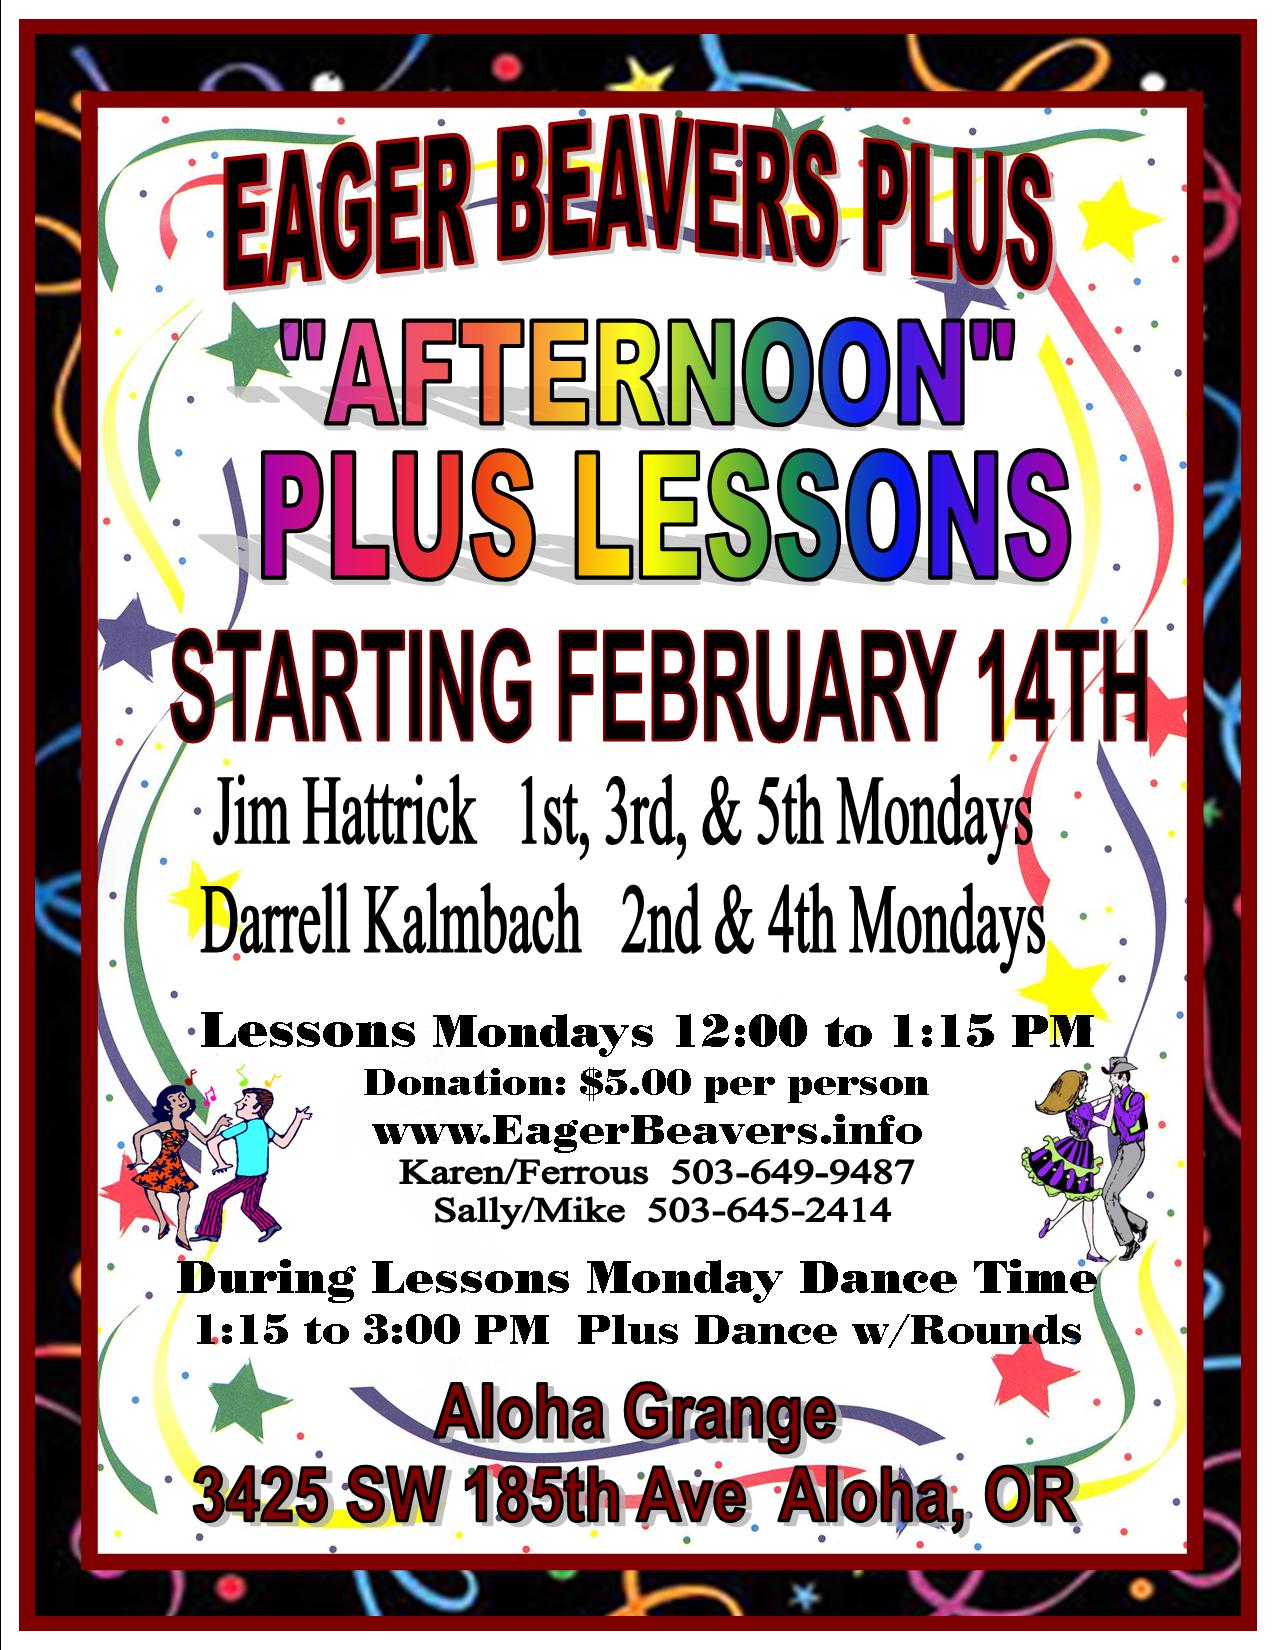 EAGER BEAVERS PLUS
"AFTERNOON"
PLUS LESSONS
STARTING FEBRUARY 14TH
Jim Hattrick 1st, 3rd, & 5th Mondays
Darrell Kalmbach 2nd & 4th Mondays
Lessons Mondays 12:00 to 1:15 PM
Donation: $5.00 per person
www.EagerBeavers.info
Karen/Ferrous 503-649-9487
Sally/Mike 503-645-2414
During Lessons Monday Dance Time
1:15 to 3:00 PM Plus Dance w/Rounds
Aloha Grange
3425 SW 185th Ave Aloha, OR